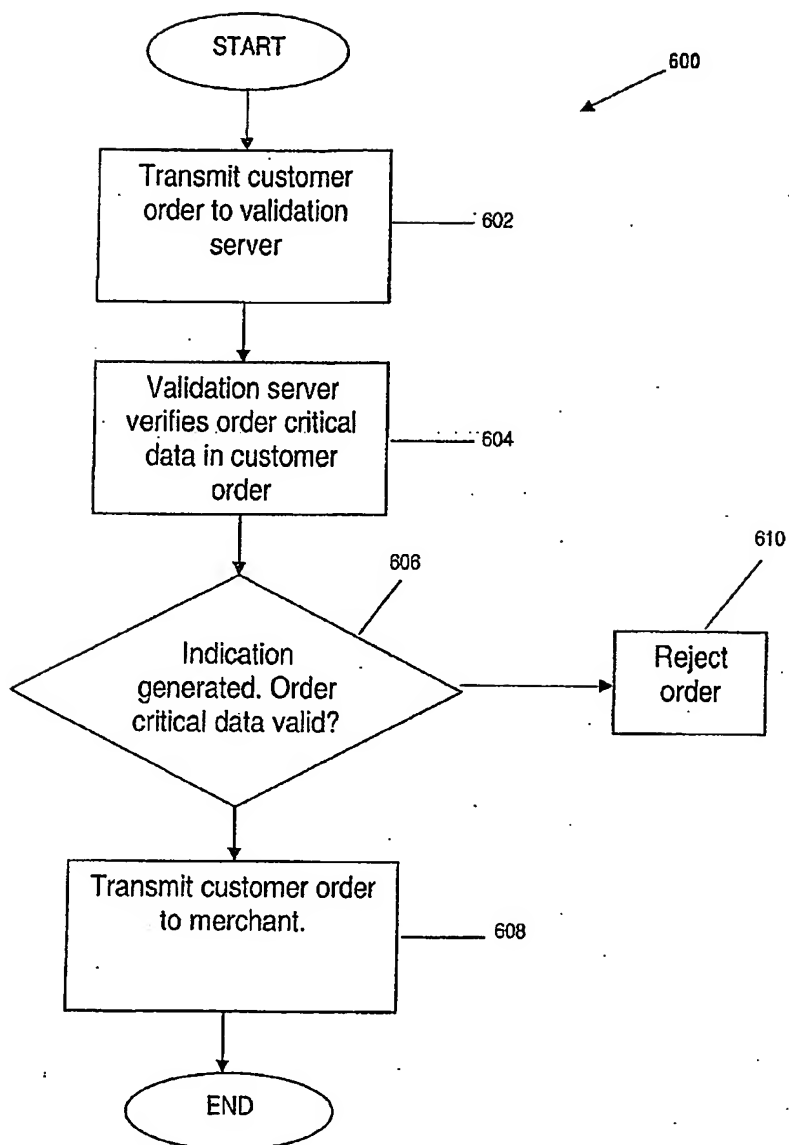 START
600
Transmit customer
order to validation
server
602
Validation server
verifies order critical
data in customer
order
604
606
610
Indication
generated. Order
critical data valid?
Reject
order
Transmit customer order
to merchant.
608
END